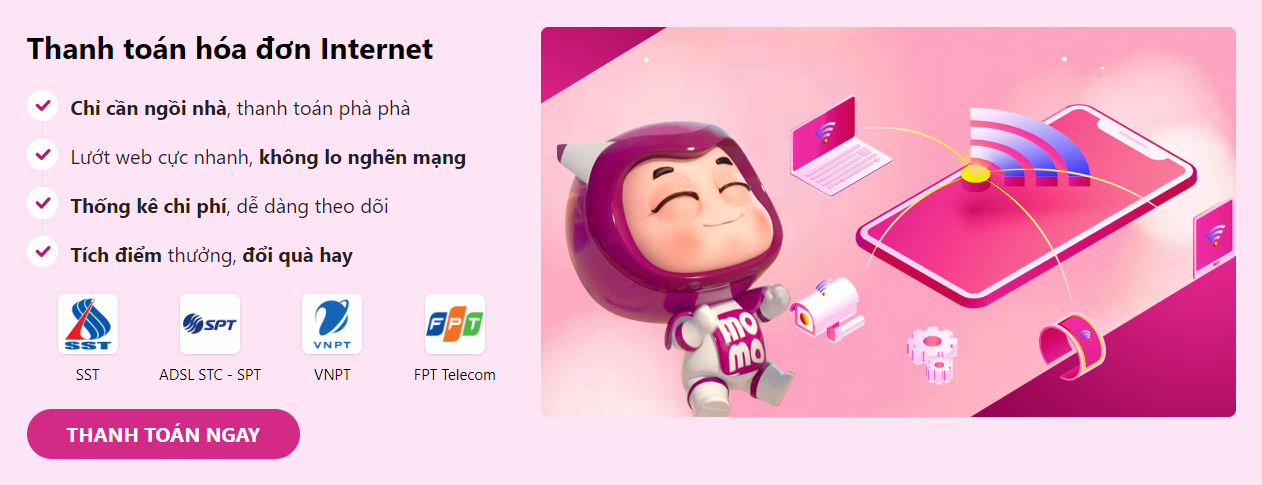 Thanh toán hóa đơn Internet
Chỉ cần ngồi nhà, thanh toán phà phà
Lướt web cực nhanh, không lo nghẽn mạng
Thống kê chi phí, dễ dàng theo dõi
Tích điểm thưởng, đổi quà hay
SST
SPT
VNPT
FPT
SST
ADSL STC - SPT
VNPT
FPT Telecom
THANH TOÁN NGAY
mo
mo